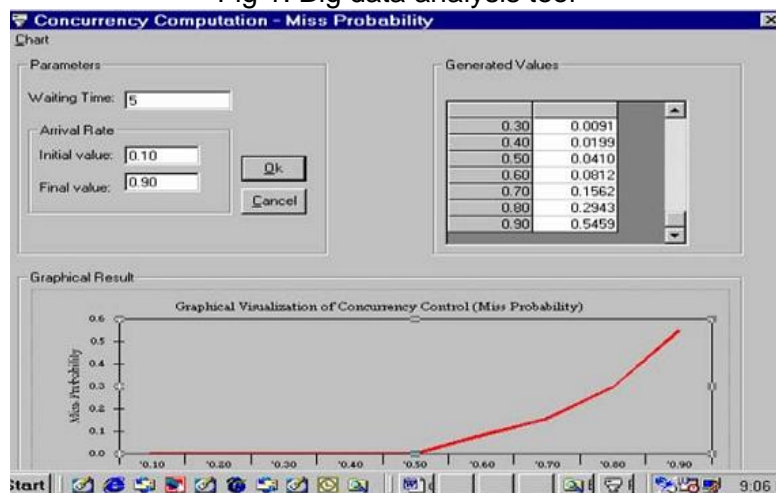 Fig 1: Big data analysis tool
Concurrency Computation - Miss Probability
Chart
Parameters
Waiting Time: 5
Arrival Rate
Initial value: 0.10
Final value: 0.90
Ok
Cancel
Generated Values
0.30 0.0091
0.40 0.0199
0.50 0.0410
0.60 0.0812
0.70 0.1562
0.80 0.2943
0.90 0.5459
Graphical Result
Graphical Visualization of Concurrency Control (Miss Probability)
Miss Probability
0.6
0.5
0.4
0.3
0.2
0.1
0.0
'0.10 '0.20 '0.30 '0.40 '0.50 '0.60 '0.70 '0.80 '0.90
Start 9:06